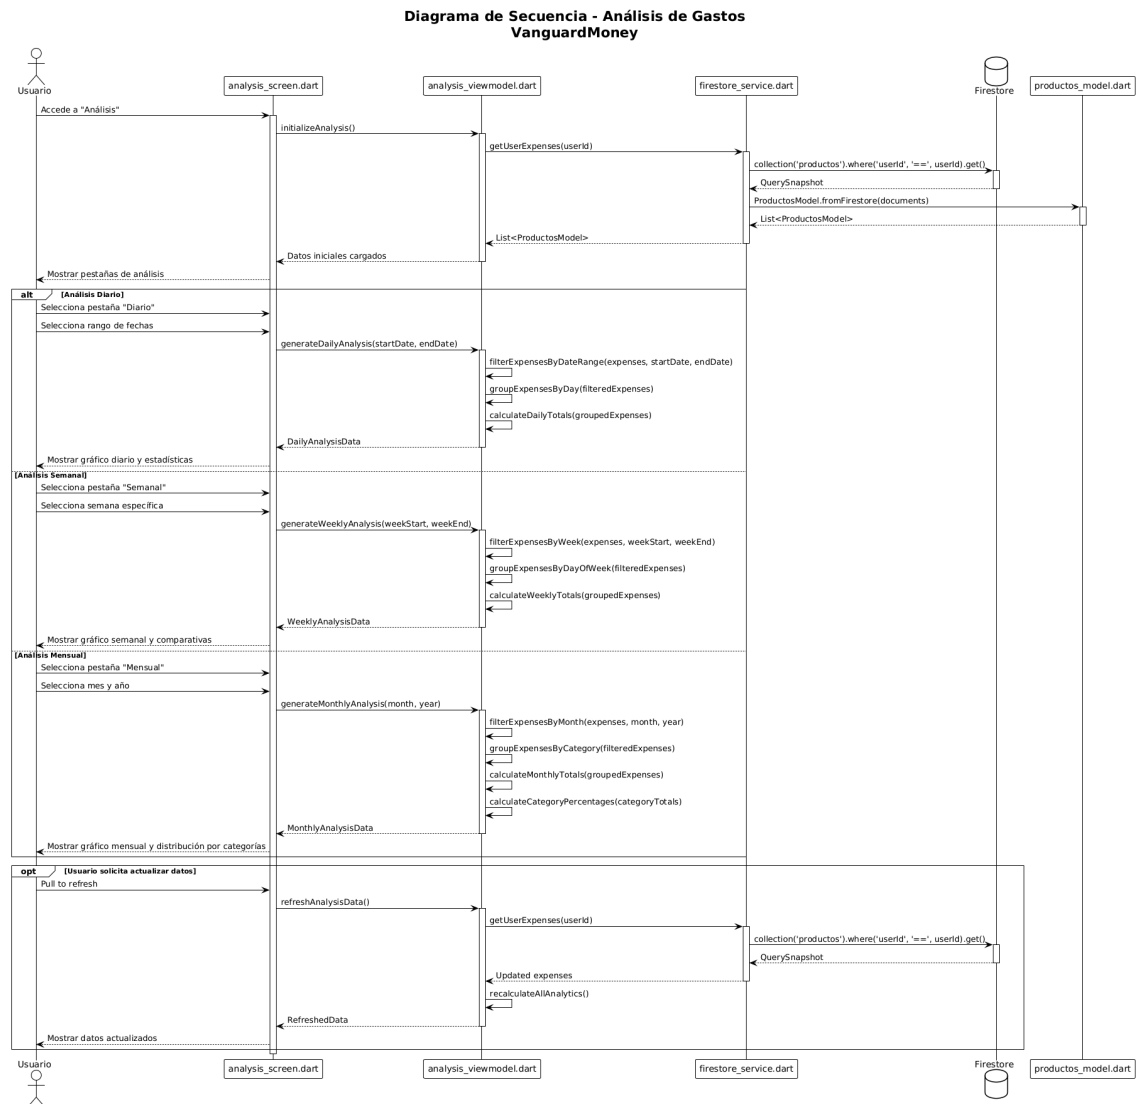 Diagrama de Secuencia - Análisis de Gastos
VanguardMoney
Usuario
analysis_screen.dart
analysis_viewmodel.dart
firestore_service.dart
Firestore
productos_model.dart
Accede a "Análisis"
initializeAnalysis()
getUserExpenses(userId)
collection('productos').where('userId', '==', userId).get()
QuerySnapshot
ProductosModel.fromFirestore(documents)
List<ProductosModel>
List<ProductosModel>
Datos iniciales cargados
Mostrar pestañas de análisis
alt [Análisis Diario]
Selecciona pestaña "Diario"
Selecciona rango de fechas
generateDailyAnalysis(startDate, endDate)
filterExpensesByDateRange(expenses, startDate, endDate)
groupExpensesByDay(filteredExpenses)
calculateDailyTotals(groupedExpenses)
DailyAnalysisData
Mostrar gráfico diario y estadísticas
[Análisis Semanal]
Selecciona pestaña "Semanal"
Selecciona semana específica
generateWeeklyAnalysis(weekStart, weekEnd)
filterExpensesByWeek(expenses, weekStart, weekEnd)
groupExpensesByDayOfWeek(filteredExpenses)
calculateWeeklyTotals(groupedExpenses)
WeeklyAnalysisData
Mostrar gráfico semanal y comparativas
[Análisis Mensual]
Selecciona pestaña "Mensual"
Selecciona mes y año
generateMonthlyAnalysis(month, year)
filterExpensesByMonth(expenses, month, year)
groupExpensesByCategory(filteredExpenses)
calculateMonthlyTotals(groupedExpenses)
calculateCategoryPercentages(categoryTotals)
MonthlyAnalysisData
Mostrar gráfico mensual y distribución por categorías
opt [Usuario solicita actualizar datos]
Pull to refresh
refreshAnalysisData()
getUserExpenses(userId)
collection('productos').where('userId', '==', userId).get()
QuerySnapshot
Updated expenses
recalculateAllAnalytics()
RefreshedData
Mostrar datos actualizados
Usuario
analysis_screen.dart
analysis_viewmodel.dart
firestore_service.dart
Firestore
productos_model.dart